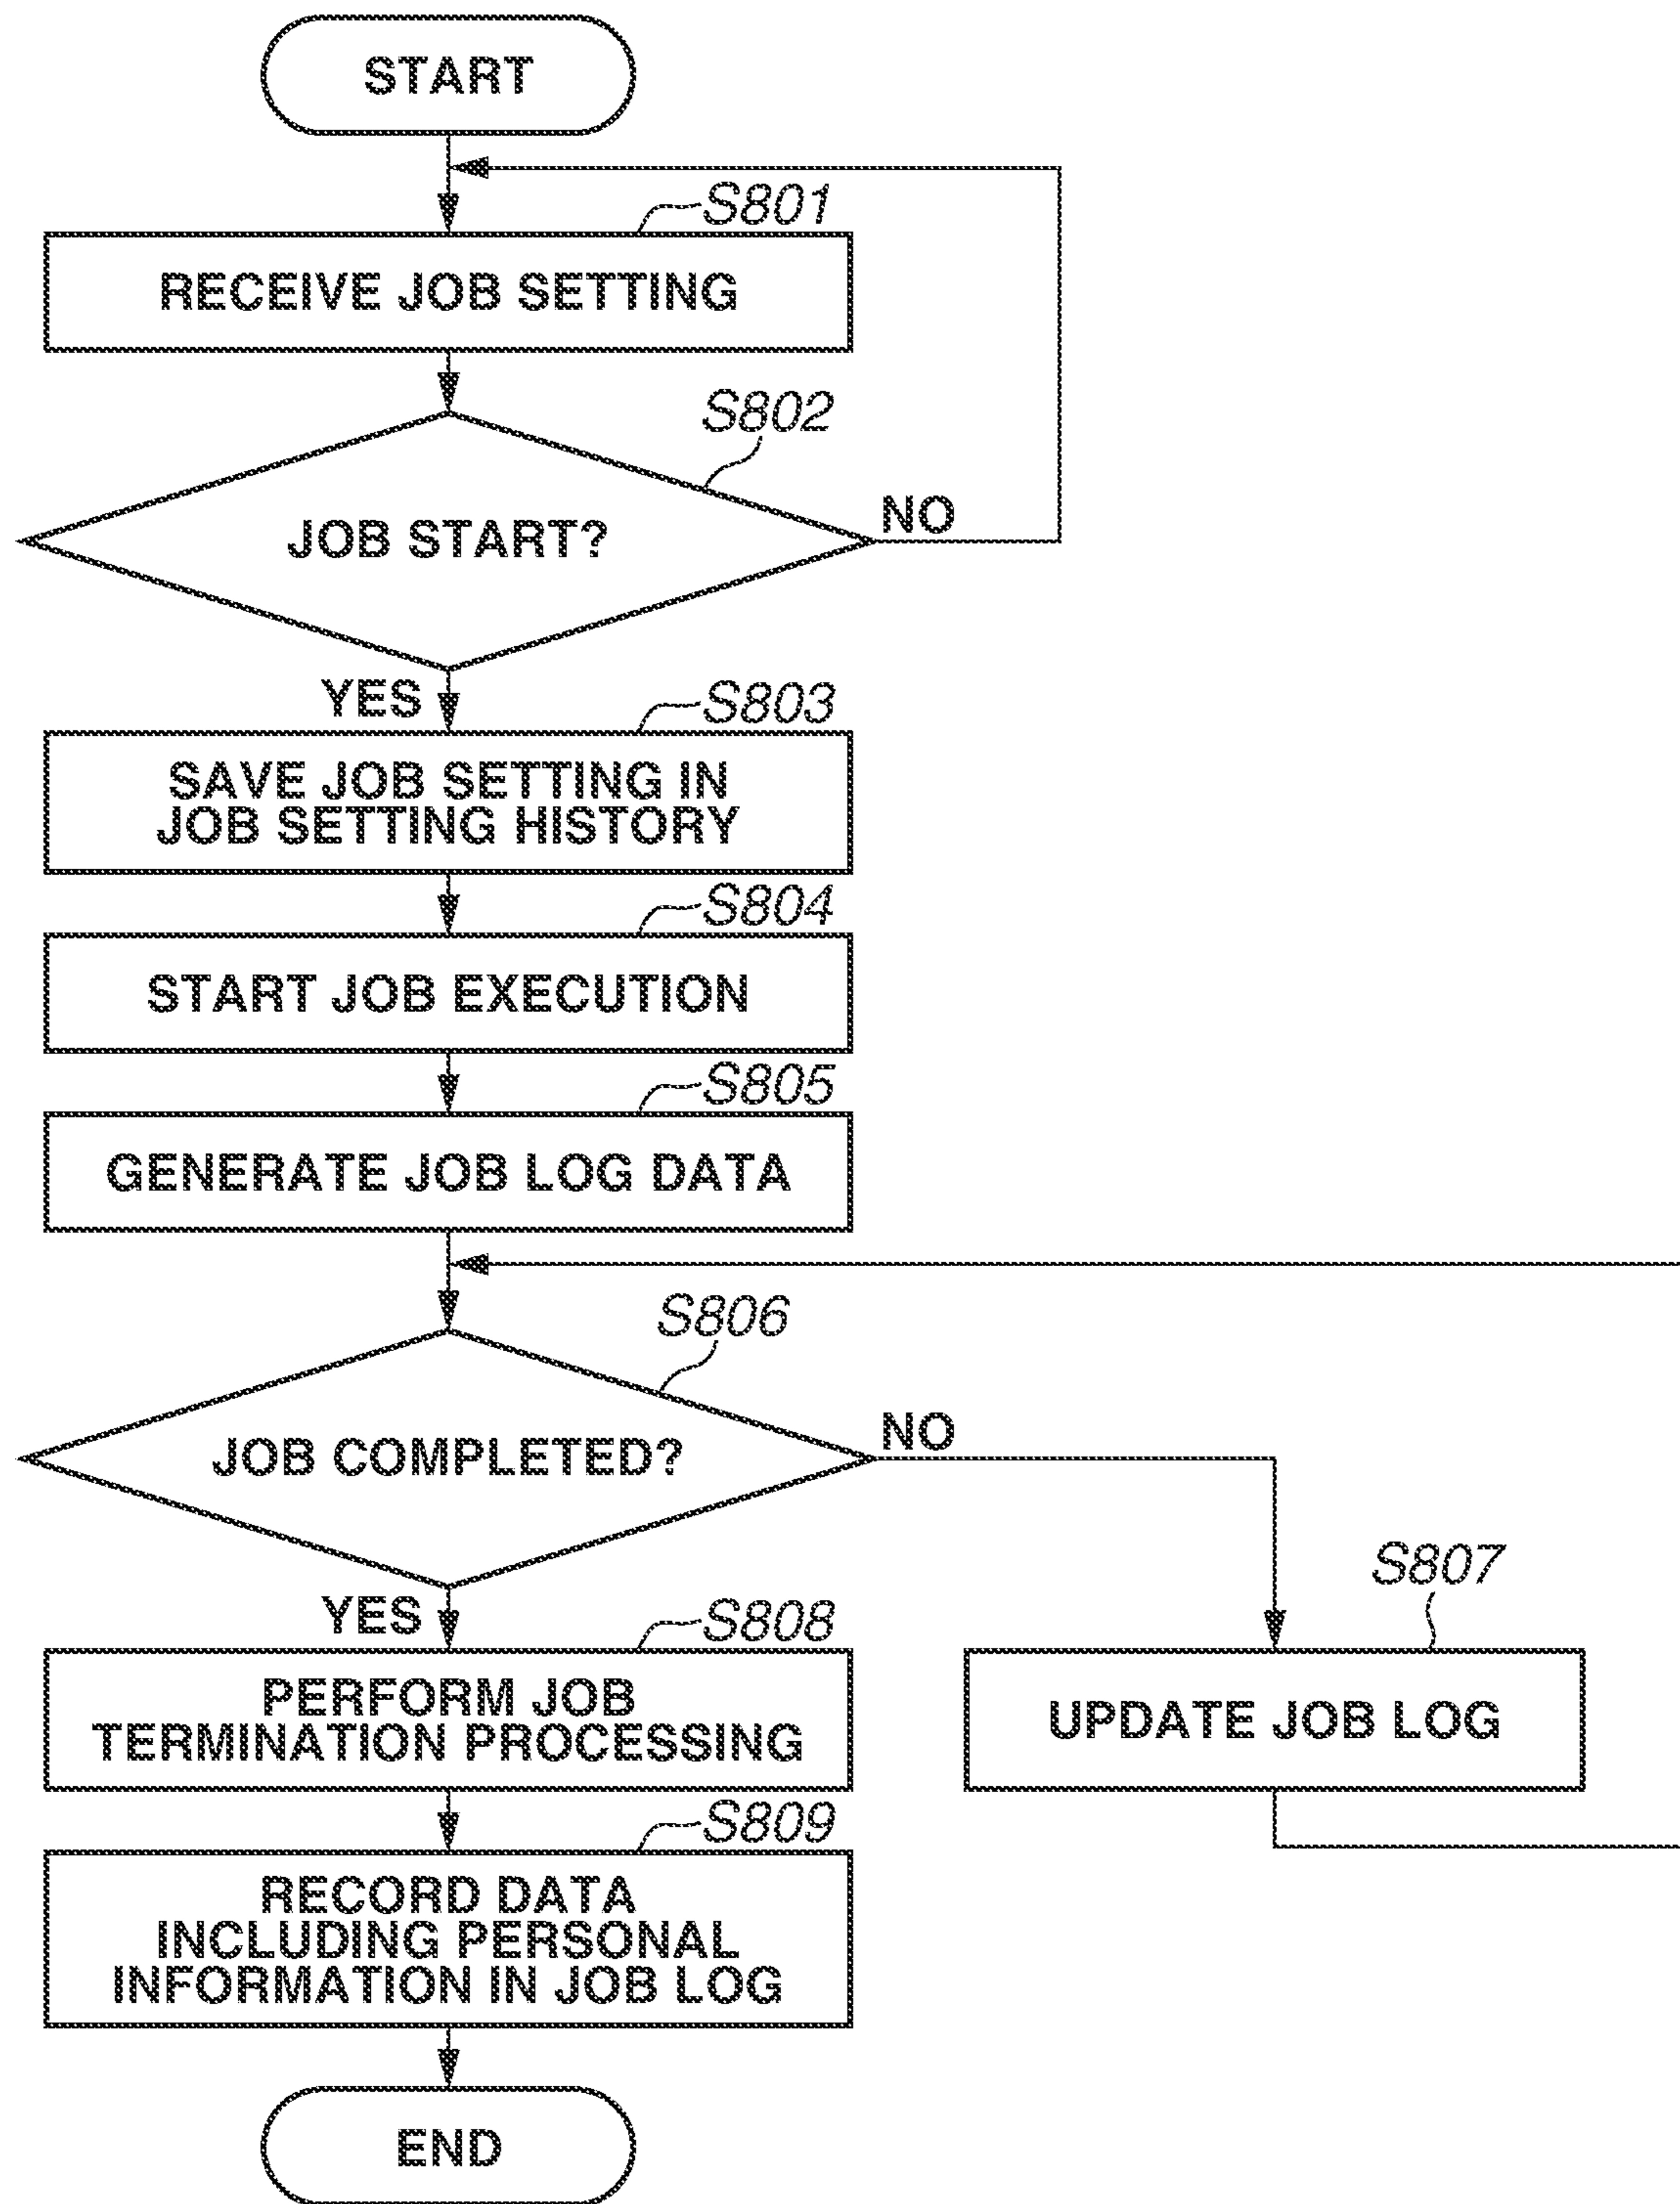 START
S801
RECEIVE JOB SETTING
S802
JOB START?
NO
YES
S803
SAVE JOB SETTING IN
JOB SETTING HISTORY
S804
START JOB EXECUTION
S805
GENERATE JOB LOG DATA
S806
JOB COMPLETED?
NO
S807
UPDATE JOB LOG
YES
S808
PERFORM JOB
TERMINATION PROCESSING
S809
RECORD DATA
INCLUDING PERSONAL
INFORMATION IN JOB LOG
END